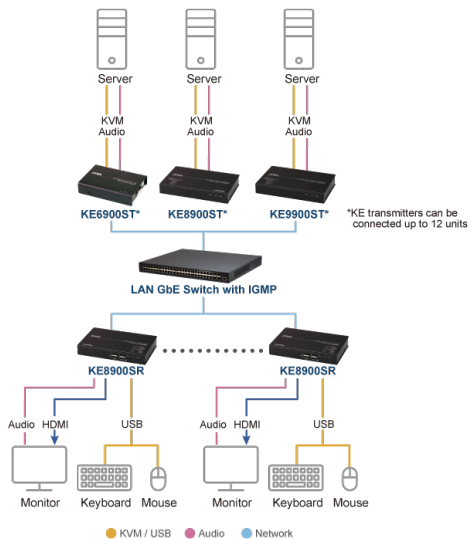 Server Server Server
KVM KVM KVM
Audio Audio Audio
KE6900ST* KE8900ST* KE9900ST*
*KE transmitters can be
connected up to 12 units
LAN GbE Switch with IGMP
KE8900SR KE8900SR
Audio HDMI USB Audio HDMI USB
Monitor Keyboard Mouse Monitor Keyboard Mouse
KVM / USB Audio Network